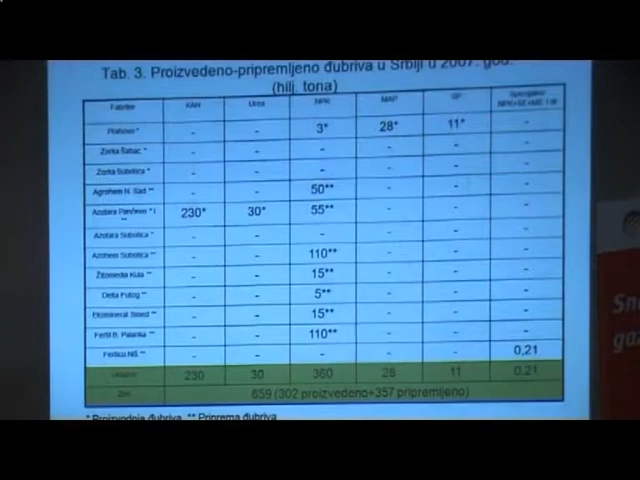 Tab. 3. Proizvedeno-pripremljeno đubriva u Srbiji u 2007. god.
(hilj. tona)
Fabrike KAN Urea NPK MAP SP
Prahovo * - - 3* 28* 11* -
Zorka Šabac * - - - - - -
Zorka Subotica * - - - - - -
Agrohem N. Sad ** - - 50** - - -
Azotara Pančevo * i ** 230* 30* 55** - - -
Azotara Subotica * - - - - - -
Azohem Subotica ** - - 110** - - -
Žitomedia Kula ** - - 15** - - -
Delta Futog ** - - 5** - - -
Ekomineral Smed ** - - 15** - - -
Fertil B. Palanka ** - - 110** - - -
Fertico Niš ** - - - - - 0,21
Ukupno 230 30 360 28 11 0,21
659 (302 proizvedeno+357 pripremljeno)
* Proizvodnja đubriva, ** Priprema đubriva